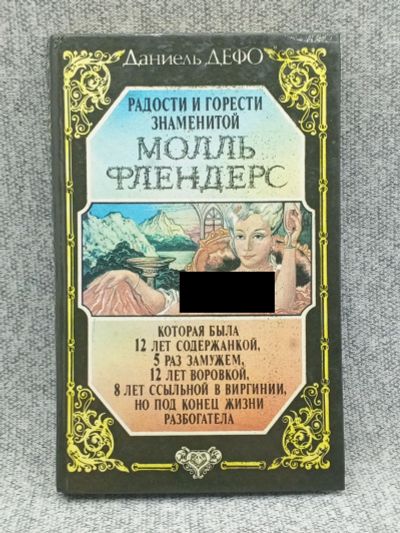 Даниель ДЕФО
РАДОСТИ И ГОРЕСТИ
ЗНАМЕНИТОЙ
МОЛЛЬ
ФЛЕНДЕРС
КОТОРАЯ БЫЛА
12 ЛЕТ СОДЕРЖАНКОЙ,
5 РАЗ ЗАМУЖЕМ,
12 ЛЕТ ВОРОВКОЙ,
8 ЛЕТ ССЫЛЬНОЙ В ВИРГИНИИ,
НО ПОД КОНЕЦ ЖИЗНИ
РАЗБОГАТЕЛА